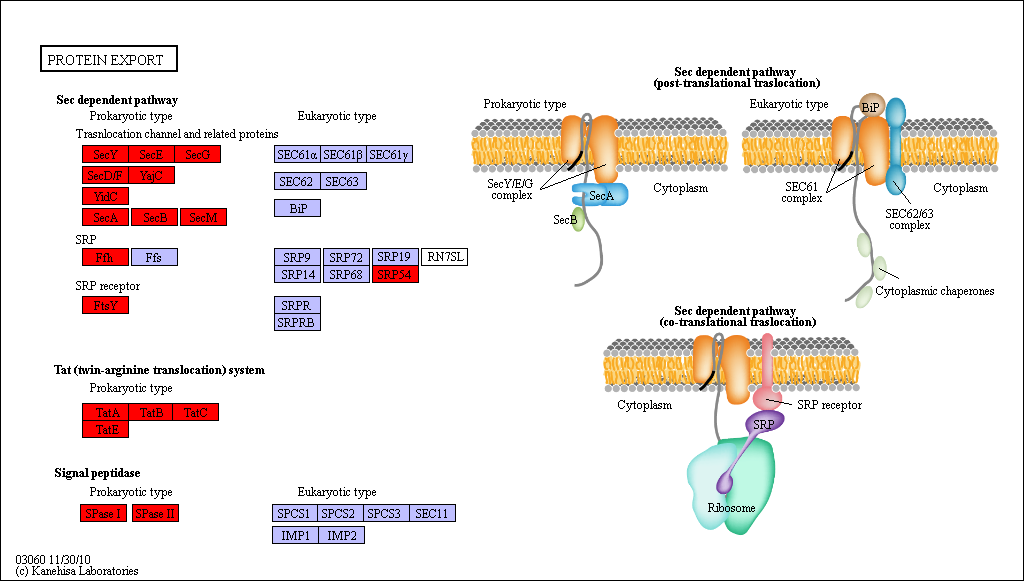 PROTEIN EXPORT
Sec dependent pathway
Prokaryotic type
Eukaryotic type
Trasnlocation channel and related proteins
SecY SecE SecG
SEC61α SEC61β SEC61γ
SecD/F YajC
SEC62 SEC63
YidC
BiP
SecA SecB SecM
SRP
Ffh Ffs
SRP9 SRP72 SRP19 RN7SL
SRP14 SRP68 SRP54
SRP receptor
FtsY
SRPR
SRPRB
Tat (twin-arginine translocation) system
Prokaryotic type
TatA TatB TatC
TatE
Signal peptidase
Prokaryotic type
Eukaryotic type
SPase I SPase II
SPCS1 SPCS2 SPCS3 SEC11
IMP1 IMP2
03060 11/30/10
(c) Kanehisa Laboratories
Sec dependent pathway
(post-translational traslocation)
Prokaryotic type
Eukaryotic type
BiP
SecY/E/G
complex
SecA
SecB
Cytoplasm
SEC61
complex
Cytoplasm
SEC62/63
complex
Cytoplasmic chaperones
Sec dependent pathway
(co-translational traslocation)
Cytoplasm
SRP receptor
SRP
Ribosome